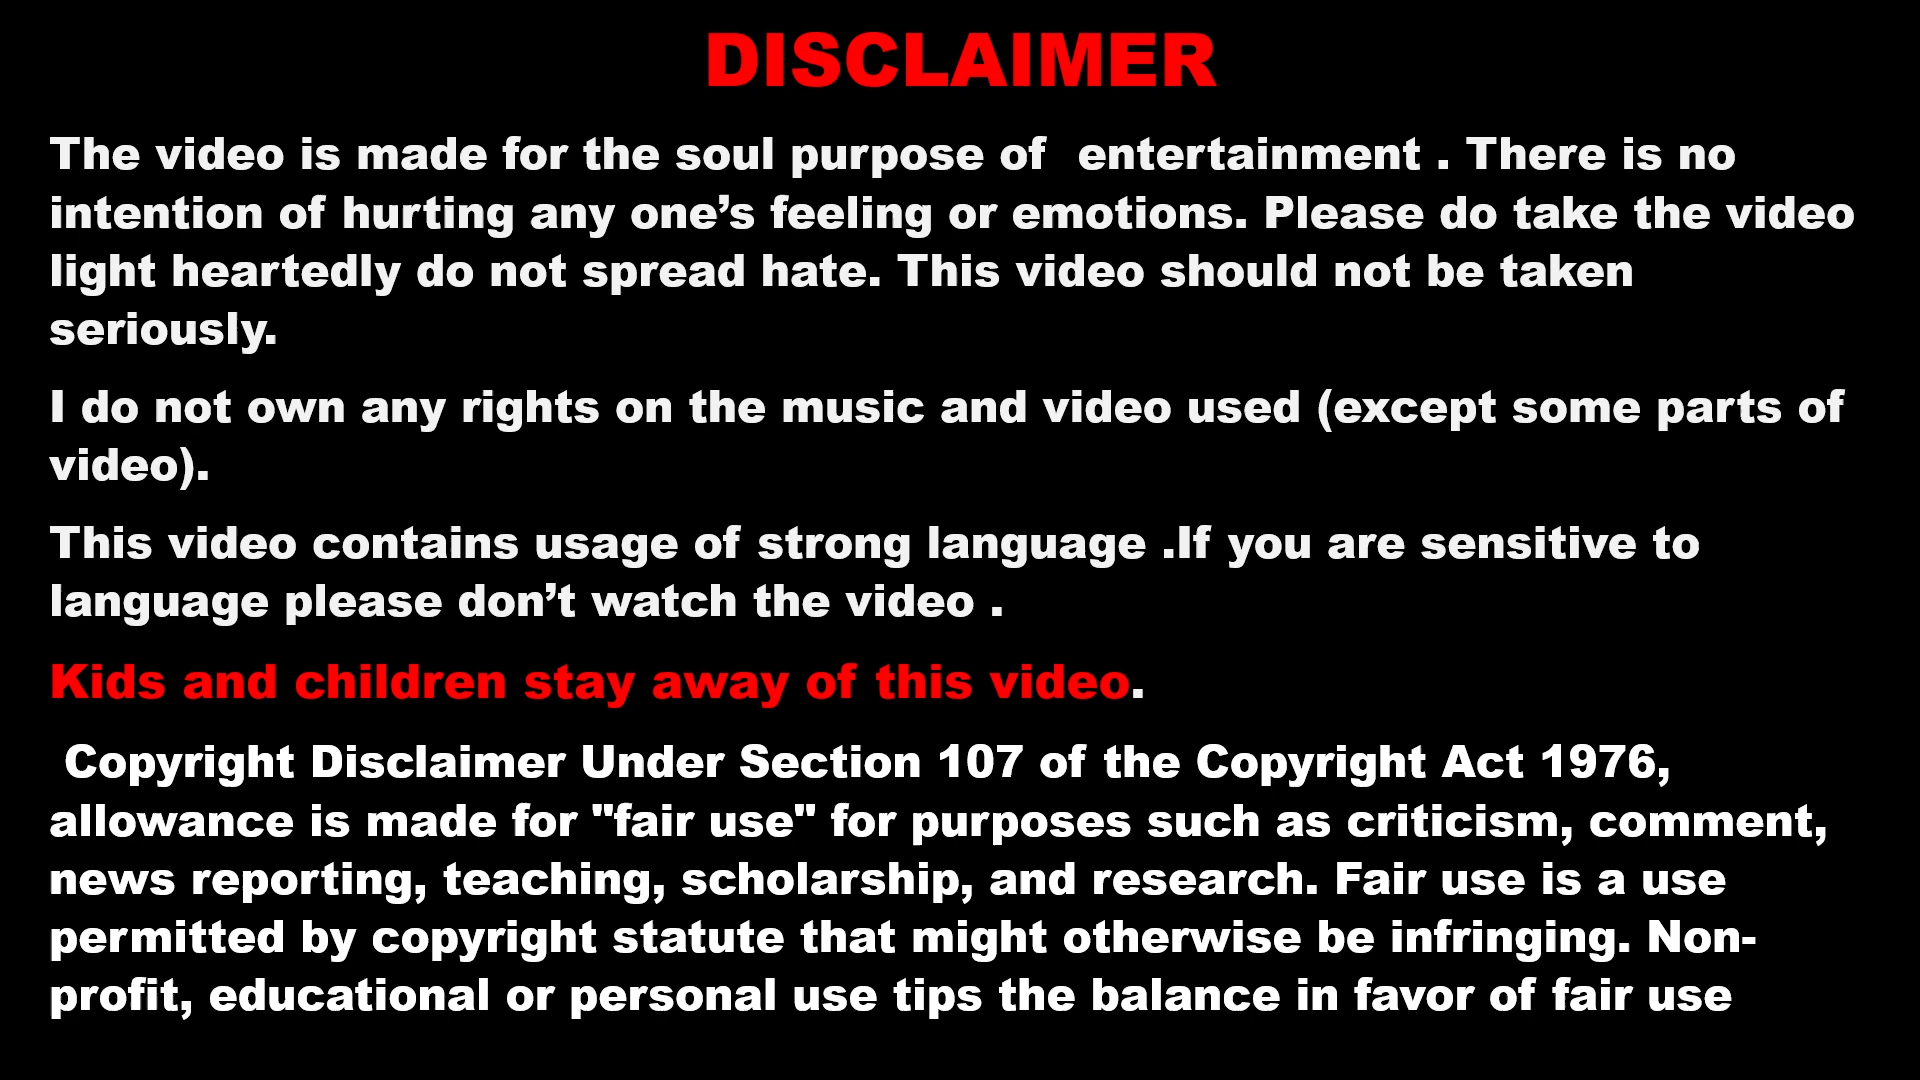 DISCLAIMER
The video is made for the soul purpose of  entertainment . There is no
intention of hurting any one’s feeling or emotions. Please do take the video
light heartedly do not spread hate. This video should not be taken
seriously.
I do not own any rights on the music and video used (except some parts of
video).
This video contains usage of strong language .If you are sensitive to
language please don’t watch the video .
Kids and children stay away of this video.
Copyright Disclaimer Under Section 107 of the Copyright Act 1976,
allowance is made for "fair use" for purposes such as criticism, comment,
news reporting, teaching, scholarship, and research. Fair use is a use
permitted by copyright statute that might otherwise be infringing. Non-
profit, educational or personal use tips the balance in favor of fair use